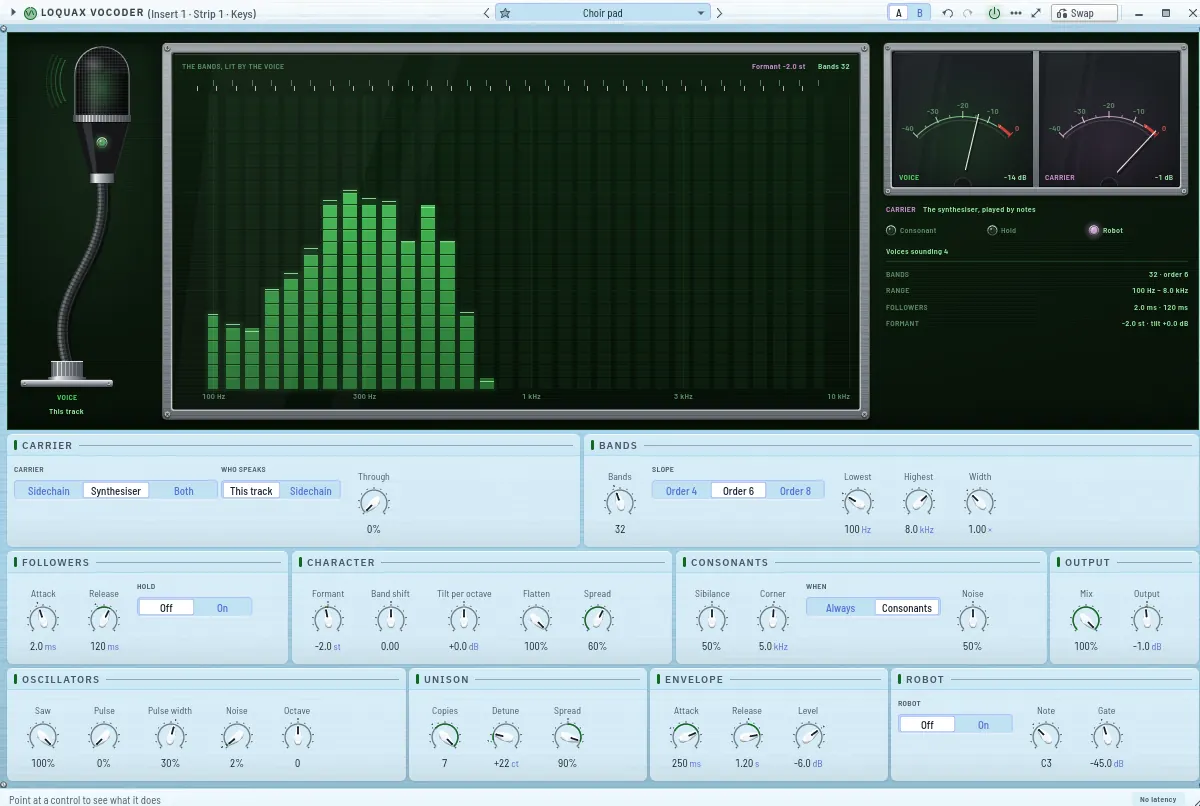 LOQUAX VOCODER (Insert 1 · Strip 1 · Keys)
Choir pad
A B
Swap
THE BANDS, LIT BY THE VOICE
Formant -2.0 st Bands 32
100 Hz 300 Hz 1 kHz 3 kHz 10 kHz
VOICE
This track
-40 -30 -20 -10 0
VOICE -14 dB
-40 -30 -20 -10 0
CARRIER -1 dB
CARRIER The synthesiser, played by notes
Consonant Hold Robot
Voices sounding 4
BANDS 32 · order 6
RANGE 100 Hz – 8.0 kHz
FOLLOWERS 2.0 ms · 120 ms
FORMANT -2.0 st · tilt +0.0 dB
CARRIER
CARRIER WHO SPEAKS Through
Sidechain Synthesiser Both This track Sidechain
0%
BANDS
Bands SLOPE Lowest Highest Width
Order 4 Order 6 Order 8
32 100 Hz 8.0 kHz 1.00 ×
FOLLOWERS
Attack Release HOLD
Off On
2.0 ms 120 ms
CHARACTER
Formant Band shift Tilt per octave Flatten Spread
-2.0 st 0.00 +0.0 dB 100% 60%
CONSONANTS
Sibilance Corner WHEN Noise
Always Consonants
50% 5.0 kHz 50%
OUTPUT
Mix Output
100% -1.0 dB
OSCILLATORS
Saw Pulse Pulse width Noise Octave
100% 0% 30% 2% 0
UNISON
Copies Detune Spread
7 +22 ct 90%
ENVELOPE
Attack Release Level
250 ms 1.20 s -6.0 dB
ROBOT
ROBOT Note Gate
Off On
C3 -45.0 dB
Point at a control to see what it does
No latency